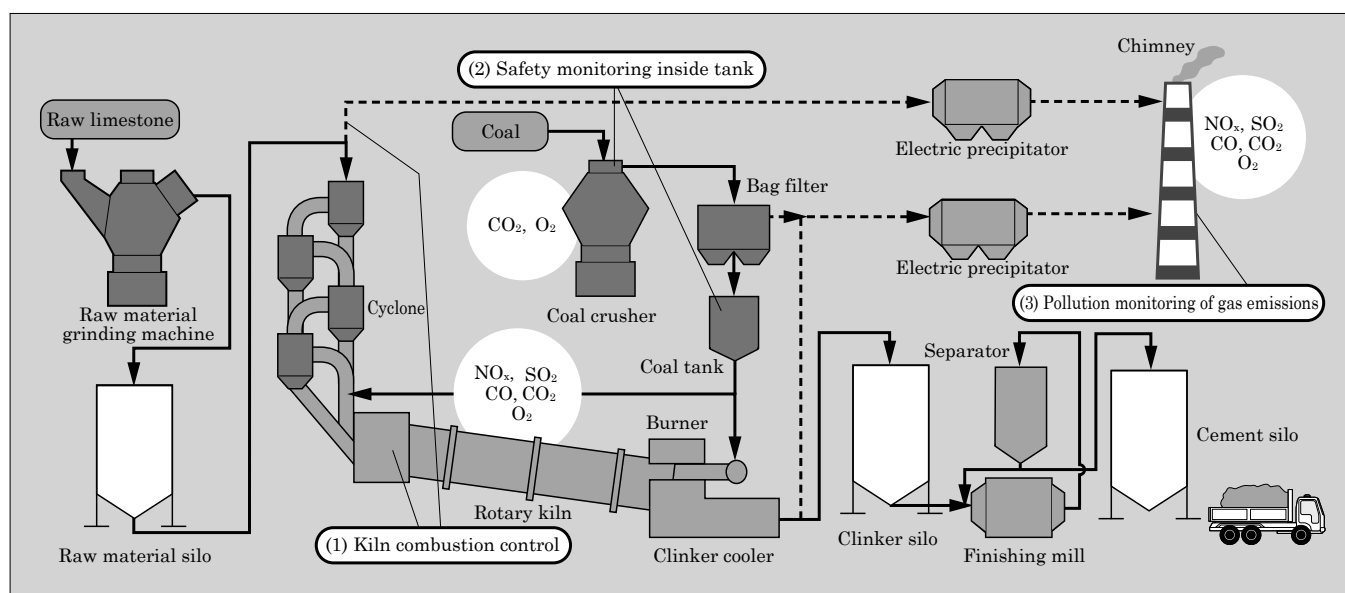 Chimney
(2) Safety monitoring inside tank
Raw limestone
Coal
NOx, SO2
CO, CO2
O2
Electric precipitator
Bag filter
CO2, O2
Electric precipitator
Raw material
grinding machine
Cyclone
Coal crusher
(3) Pollution monitoring of gas emissions
Coal tank
Separator
NOx, SO2
CO, CO2
O2
Burner
Cement silo
Rotary kiln
(1) Kiln combustion control
Raw material silo
Clinker cooler
Clinker silo
Finishing mill